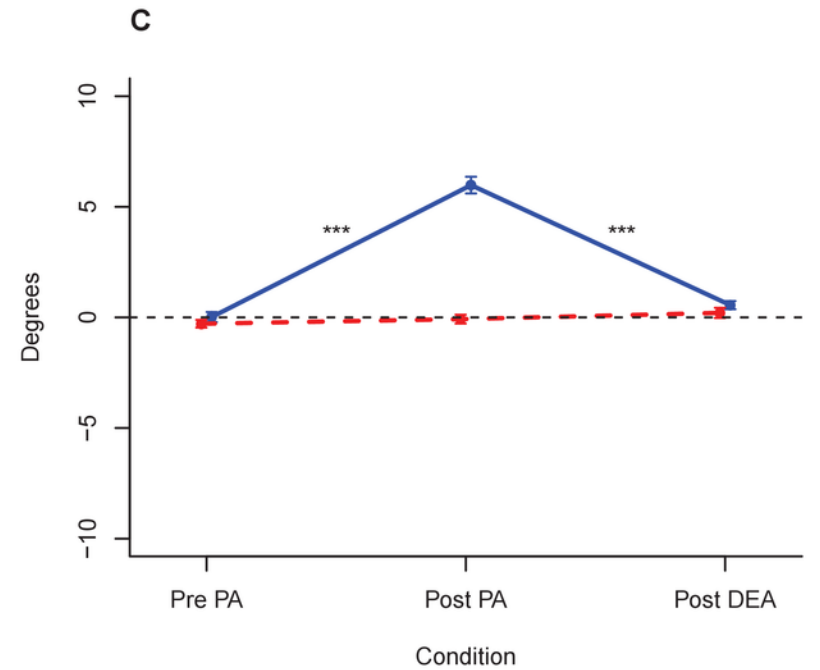 C
10
5
0
−5
−10
Degrees
***
***
Pre PA
Post PA
Post DEA
Condition